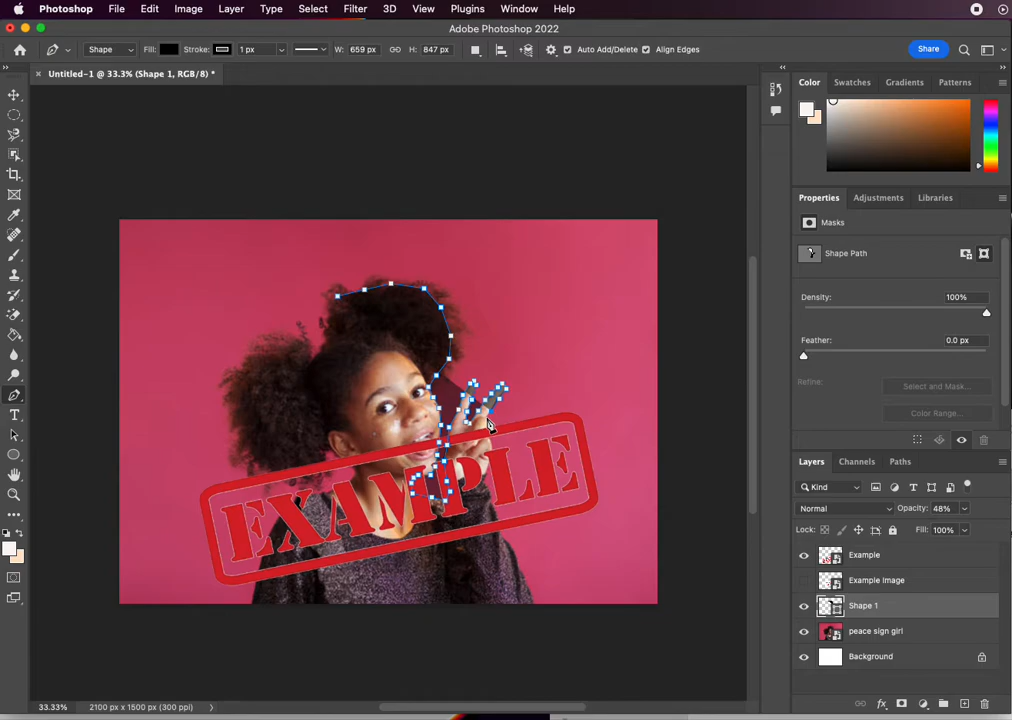 Photoshop File Edit Image Layer Type Select Filter 3D View Plugins Window Help
Adobe Photoshop 2022
Shape Fill: Stroke: 1 px W: 659 px H: 847 px Auto Add/Delete Align Edges Share
Untitled-1 @ 33.3% (Shape 1, RGB/8) *
Color Swatches Gradients Patterns
Properties Adjustments Libraries
Masks
Shape Path
Density: 100%
Feather: 0.0 px
Refine: Select and Mask...
Color Range...
EXAMPLE
Layers Channels Paths
Kind
Normal Opacity: 48%
Lock: Fill: 100%
Example
Example Image
Shape 1
peace sign girl
Background
33.33% 2100 px x 1500 px (300 ppi)